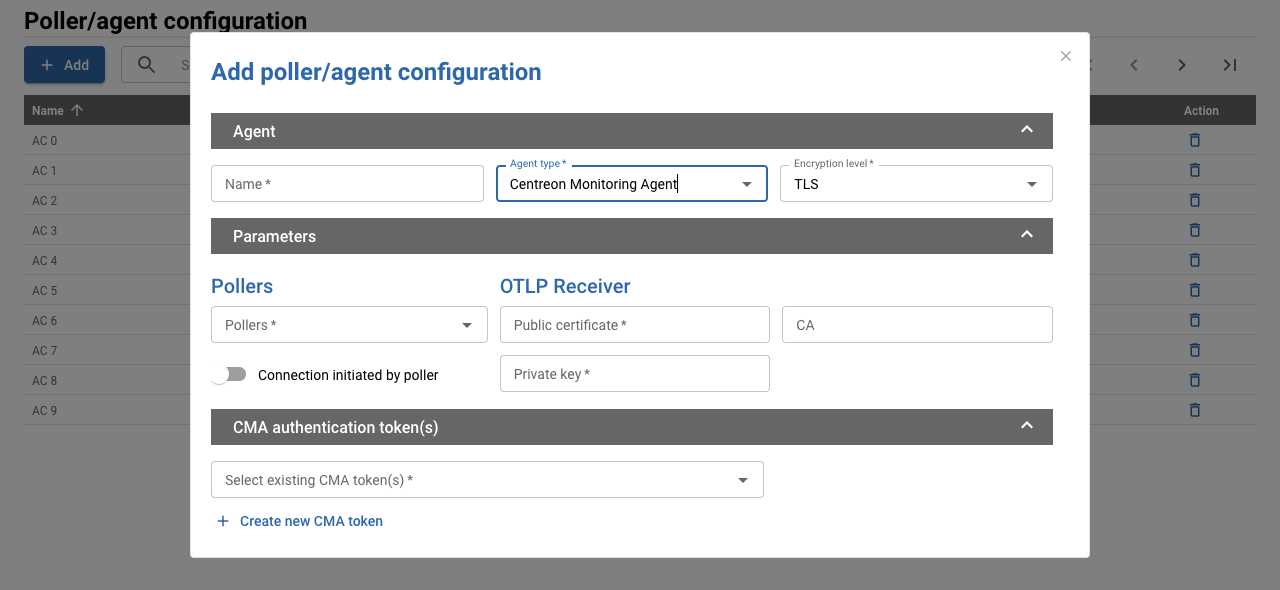 Poller/agent configuration
Add
S
Add poller/agent configuration
Name
Action
Agent
Name *
Agent type *
Centreon Monitoring Agent
Encryption level *
TLS
Parameters
Pollers
OTLP Receiver
Pollers *
Public certificate *
CA
Connection initiated by poller
Private key *
CMA authentication token(s)
Select existing CMA token(s) *
Create new CMA token
AC 0
AC 1
AC 2
AC 3
AC 4
AC 5
AC 6
AC 7
AC 8
AC 9